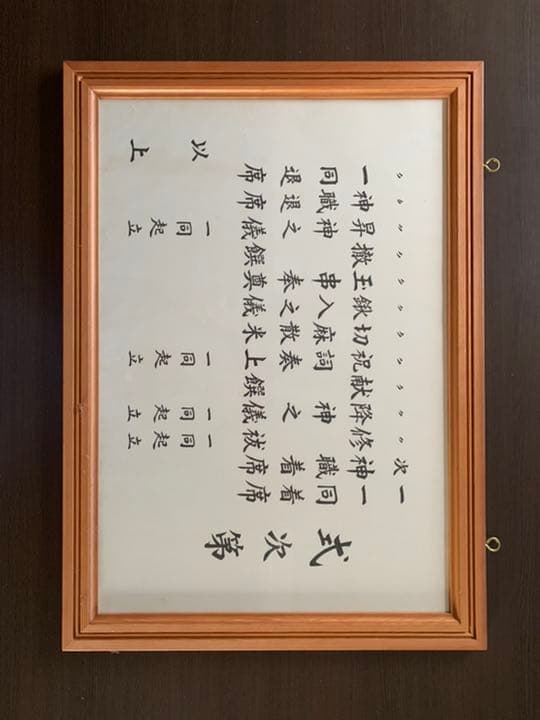 式次第
一 一同着席
次 神職着席
〃 修祓 一同起立
〃 降神之儀 一同起立
〃 献饌
〃 祝詞奏上 一同起立
〃 切麻散米
〃 鍬入之儀
〃 玉串奉奠
〃 撤饌
〃 昇神之儀 一同起立
〃 神職退席
〃 一同退席
以上